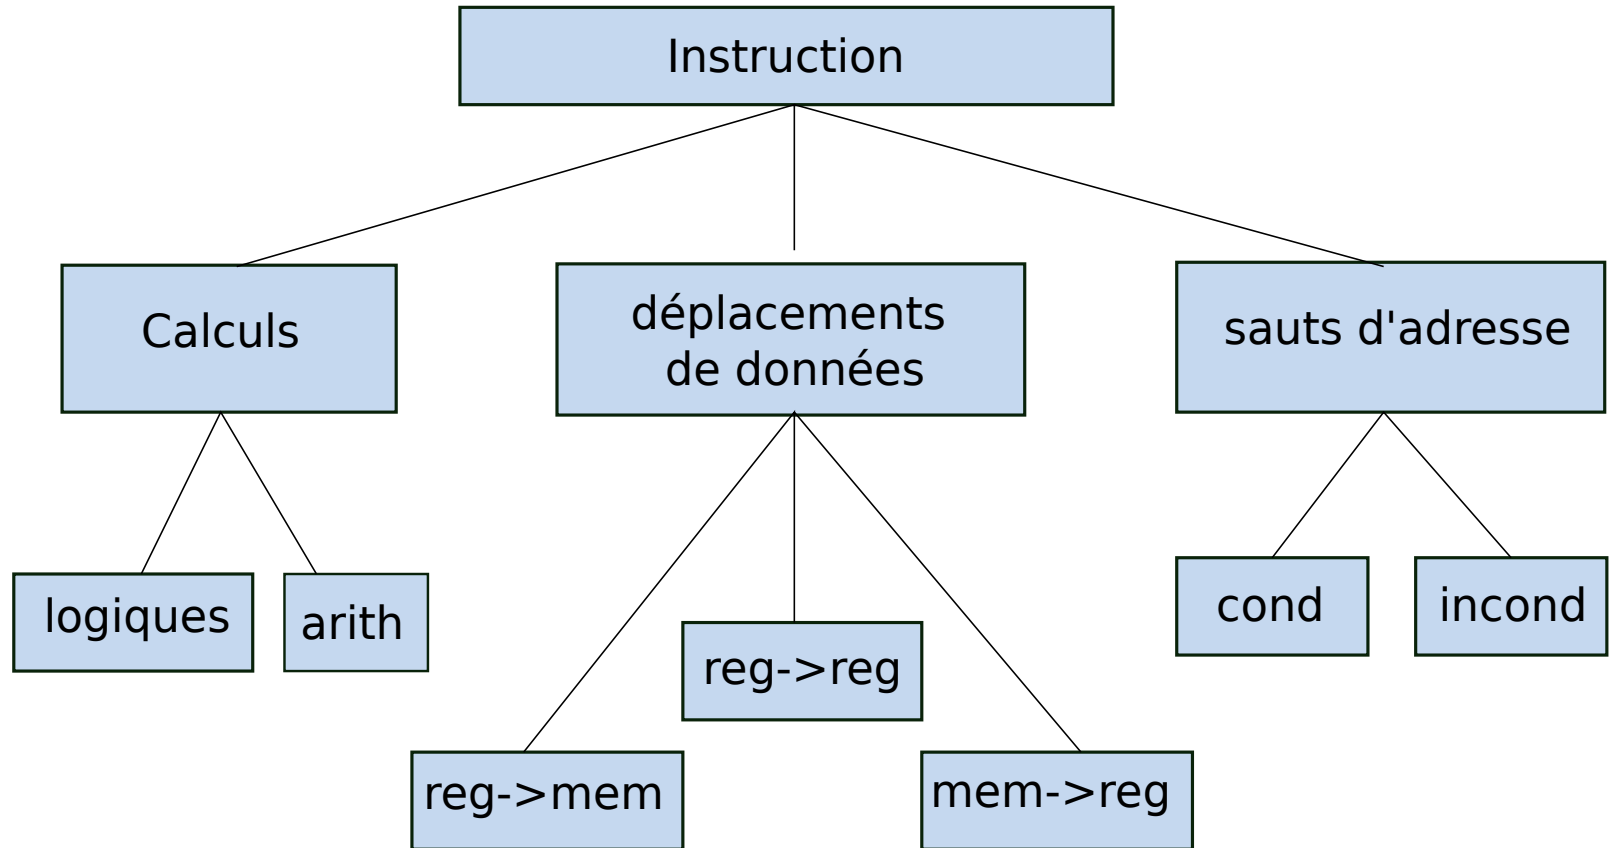 Instruction
Calculs
déplacements
de données
sauts d'adresse
logiques
arith
reg->mem
reg->reg
mem->reg
cond
incond